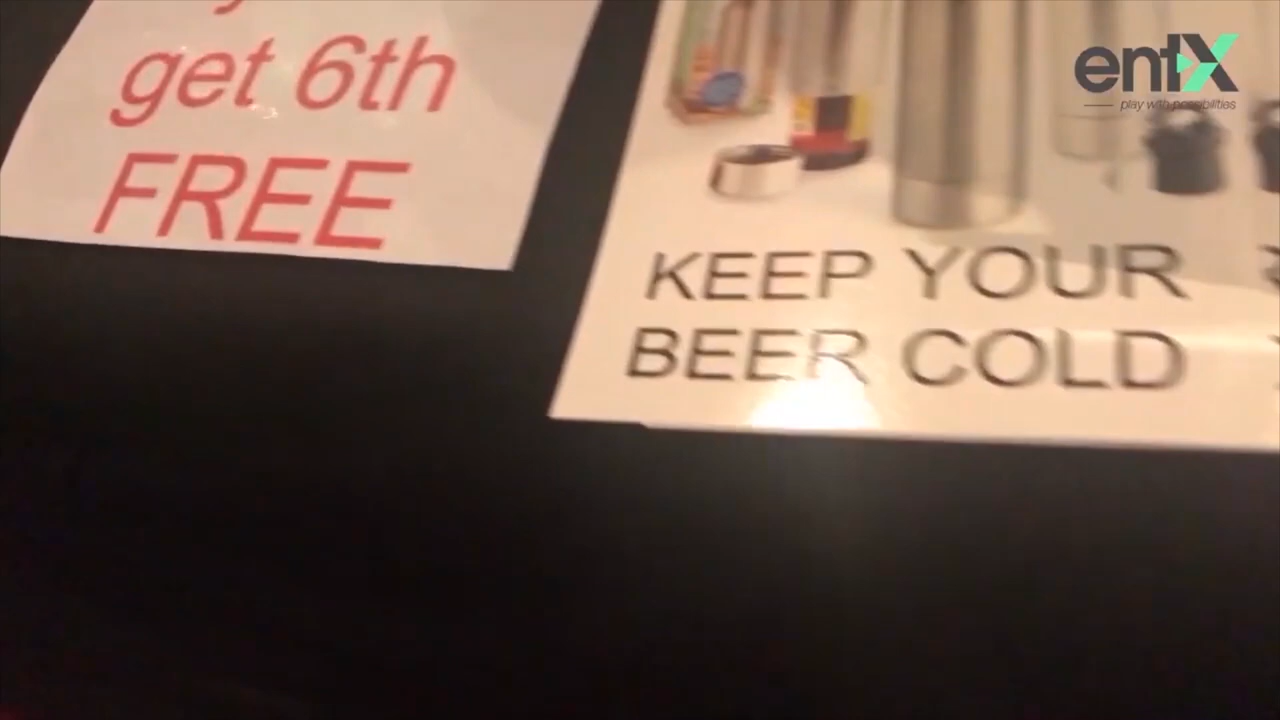 get 6th
FREE
KEEP YOUR
BEER COLD
entX
play with possibilities